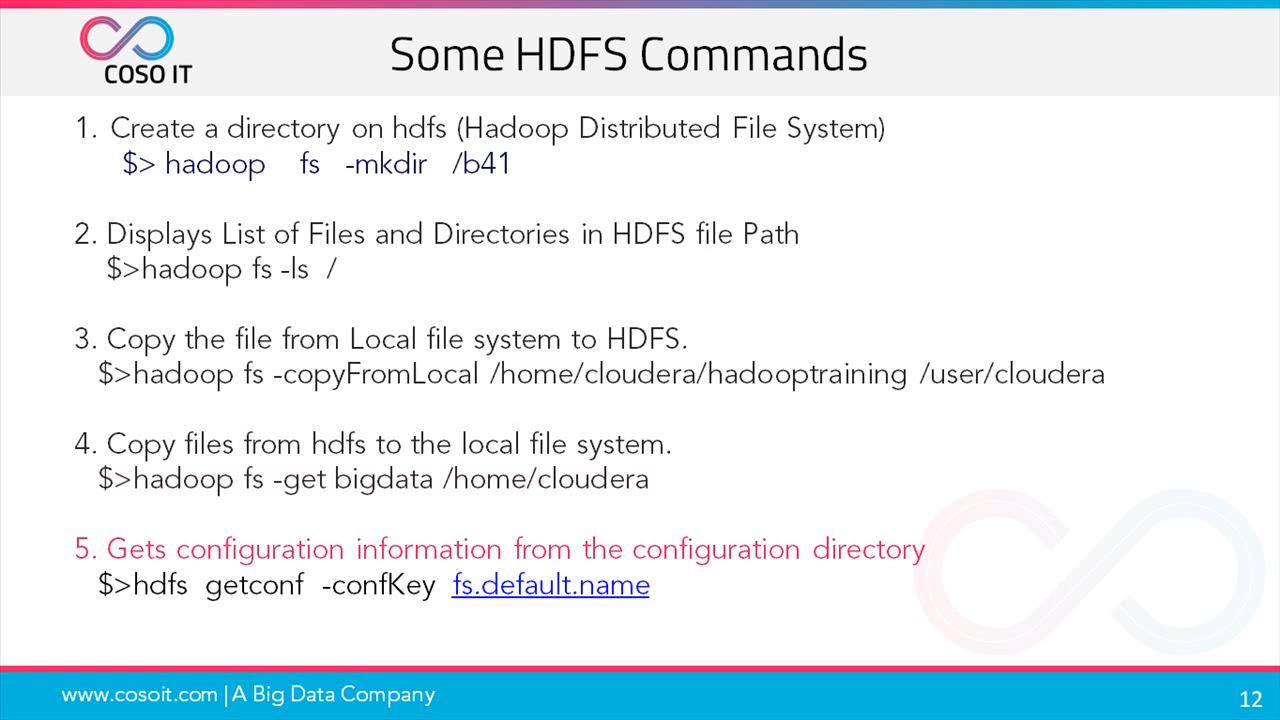 COSO IT
Some HDFS Commands
1. Create a directory on hdfs (Hadoop Distributed File System)
$> hadoop fs -mkdir /b41
2. Displays List of Files and Directories in HDFS file Path
$>hadoop fs -ls /
3. Copy the file from Local file system to HDFS.
$>hadoop fs -copyFromLocal /home/cloudera/hadooptraining /user/cloudera
4. Copy files from hdfs to the local file system.
$>hadoop fs -get bigdata /home/cloudera
5. Gets configuration information from the configuration directory
$>hdfs getconf -confKey fs.default.name
www.cosoit.com | A Big Data Company
12